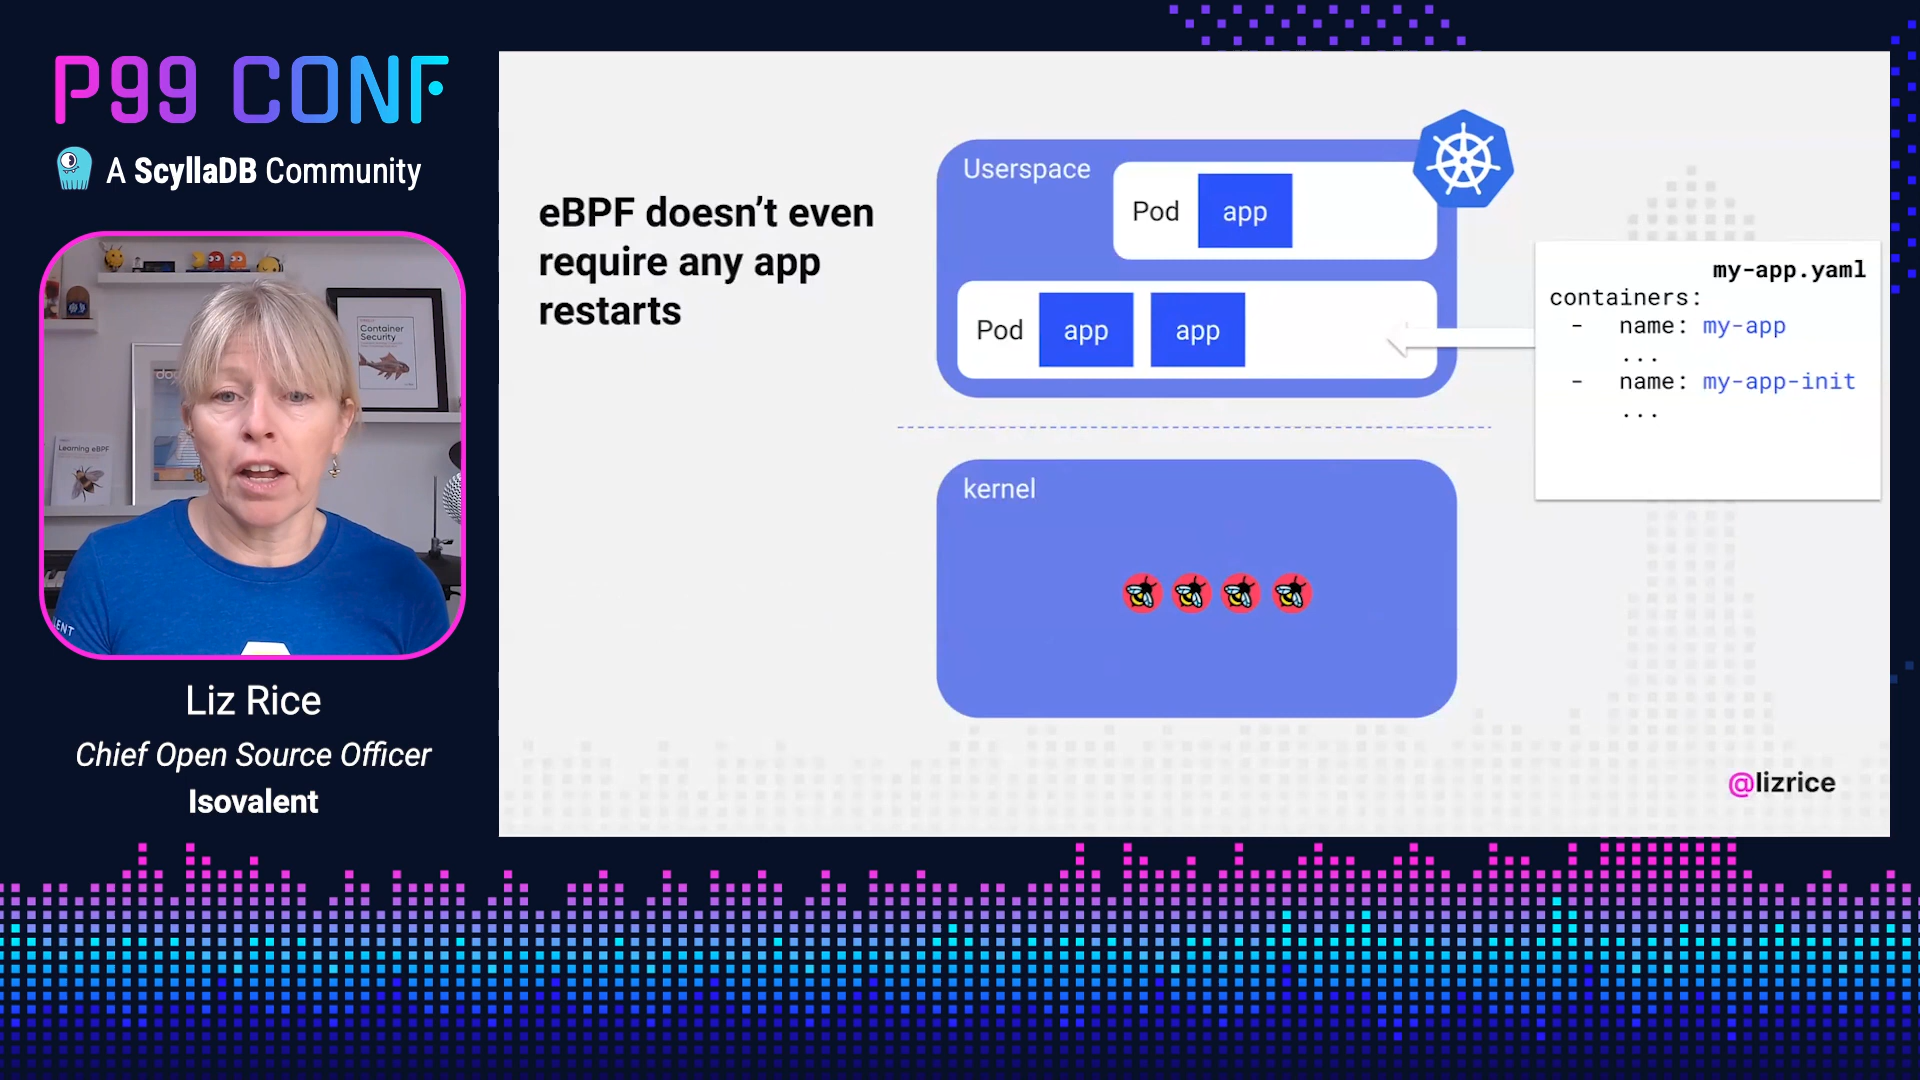 P99 CONF
A ScyllaDB Community
Container
Security
Learning eBPF
Liz Rice
Chief Open Source Officer
Isovalent
eBPF doesn’t even
require any app
restarts
Userspace
Pod app
Pod app app
kernel
my-app.yaml
containers:
- name: my-app
...
- name: my-app-init
...
@lizrice